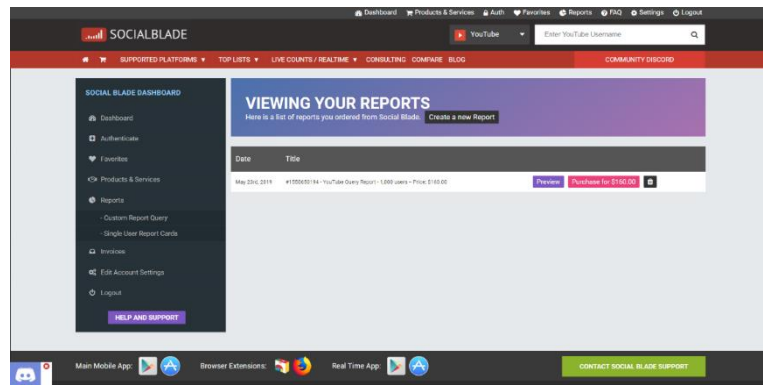 Dashboard Products & Services Auth Favorites Reports FAQ Settings Logout
SOCIALBLADE
YouTube
Enter YouTube Username
SUPPORTED PLATFORMS TOP LISTS LIVE COUNTS / REALTIME CONSULTING COMPARE BLOG
COMMUNITY DISCORD
SOCIAL BLADE DASHBOARD
Dashboard
Authenticate
Favorites
Products & Services
Reports
- Custom Report Query
- Single User Report Cards
Invoices
Edit Account Settings
Logout
HELP AND SUPPORT
VIEWING YOUR REPORTS
Here is a list of reports you ordered from Social Blade. Create a new Report
Date Title
May 23rd, 2019 - YouTube Query Report - 1,000 users - Price: $160.00
Preview Purchase for $160.00
Main Mobile App:
Browser Extensions:
Real Time App:
CONTACT SOCIAL BLADE SUPPORT